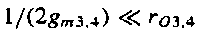 1/(2g_{m3,4}) ≪ r_{O3,4}